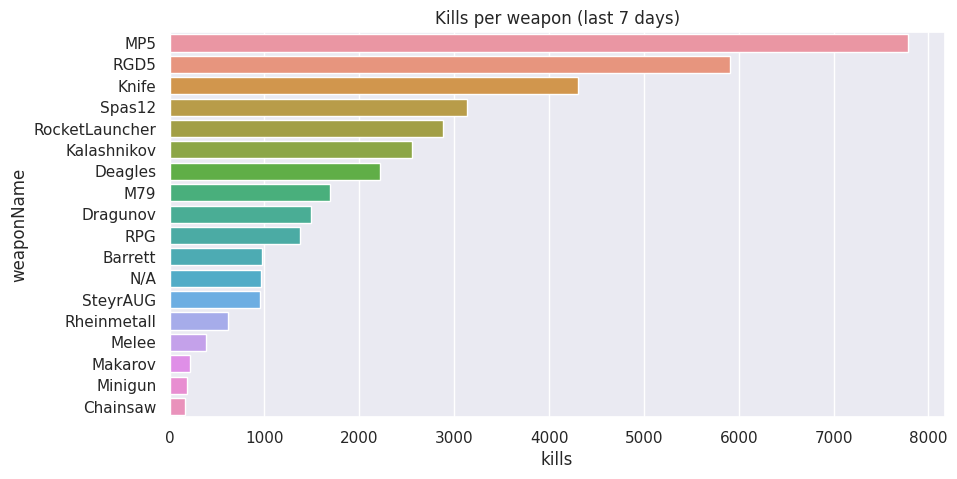 Kills per weapon (last 7 days)
MP5
RGD5
Knife
Spas12
RocketLauncher
Kalashnikov
Deagles
M79
Dragunov
RPG
Barrett
N/A
SteyrAUG
Rheinmetall
Melee
Makarov
Minigun
Chainsaw
weaponName
0 1000 2000 3000 4000 5000 6000 7000 8000
kills